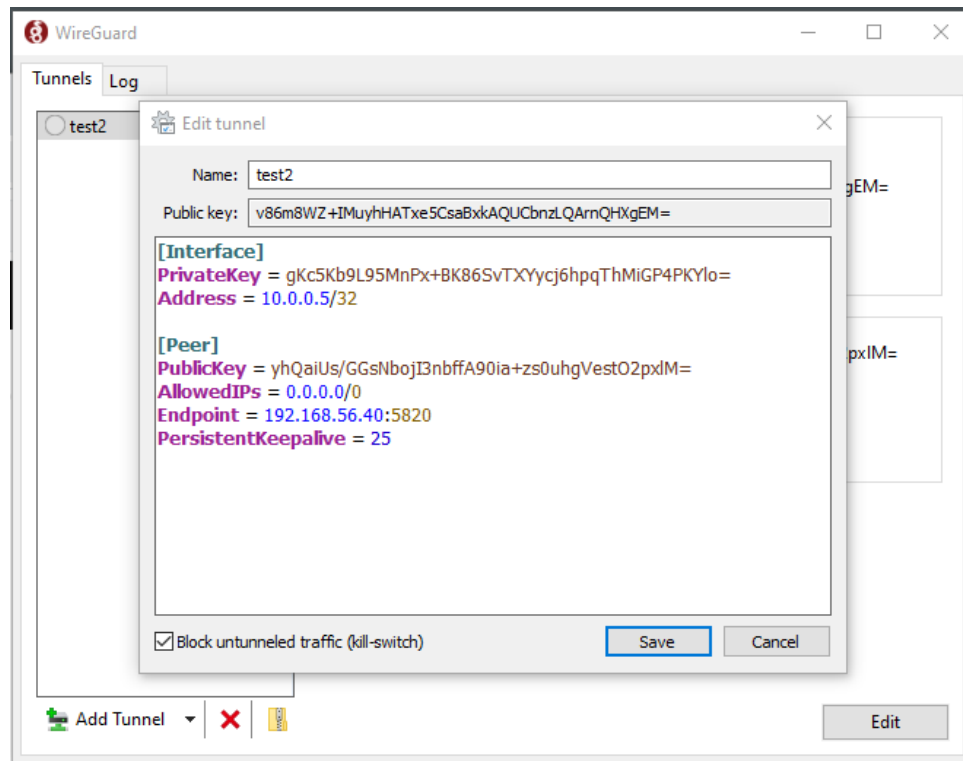 WireGuard
Tunnels Log
test2
Edit tunnel
Name: test2
gEM=
Public key: v86m8WZ+IMuyhHATxe5CsaBxkAQUCbnzLQArnQHXgEM=
[Interface]
PrivateKey = gKc5Kb9L95MnPx+BK86SvTXYycj6hpqThMiGP4PKYlo=
Address = 10.0.0.5/32
[Peer]
pxlM=
PublicKey = yhQaiUs/GGsNbojI3nbffA90ia+zs0uhgVestO2pxlM=
AllowedIPs = 0.0.0.0/0
Endpoint = 192.168.56.40:5820
PersistentKeepalive = 25
Block untunneled traffic (kill-switch) Save Cancel
Add Tunnel Edit